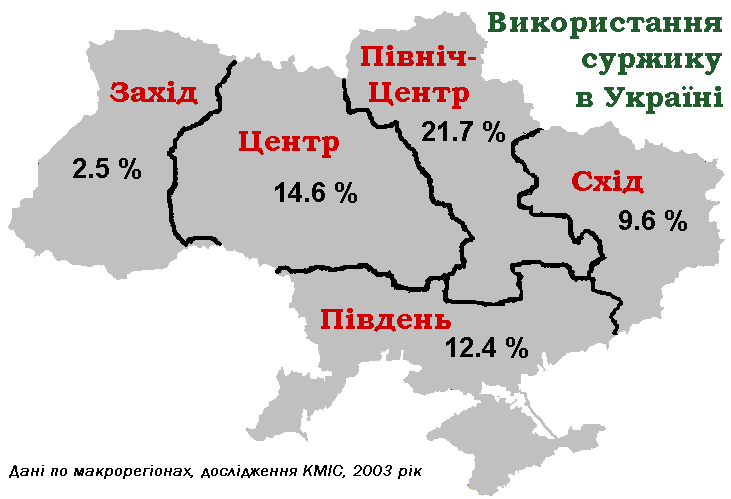 Використання
суржику
в Україні
Північ-
Центр
21.7 %
Захід
2.5 %
Центр
14.6 %
Схід
9.6 %
Південь
12.4 %
Дані по макрорегіонах, дослідження КМІС, 2003 рік